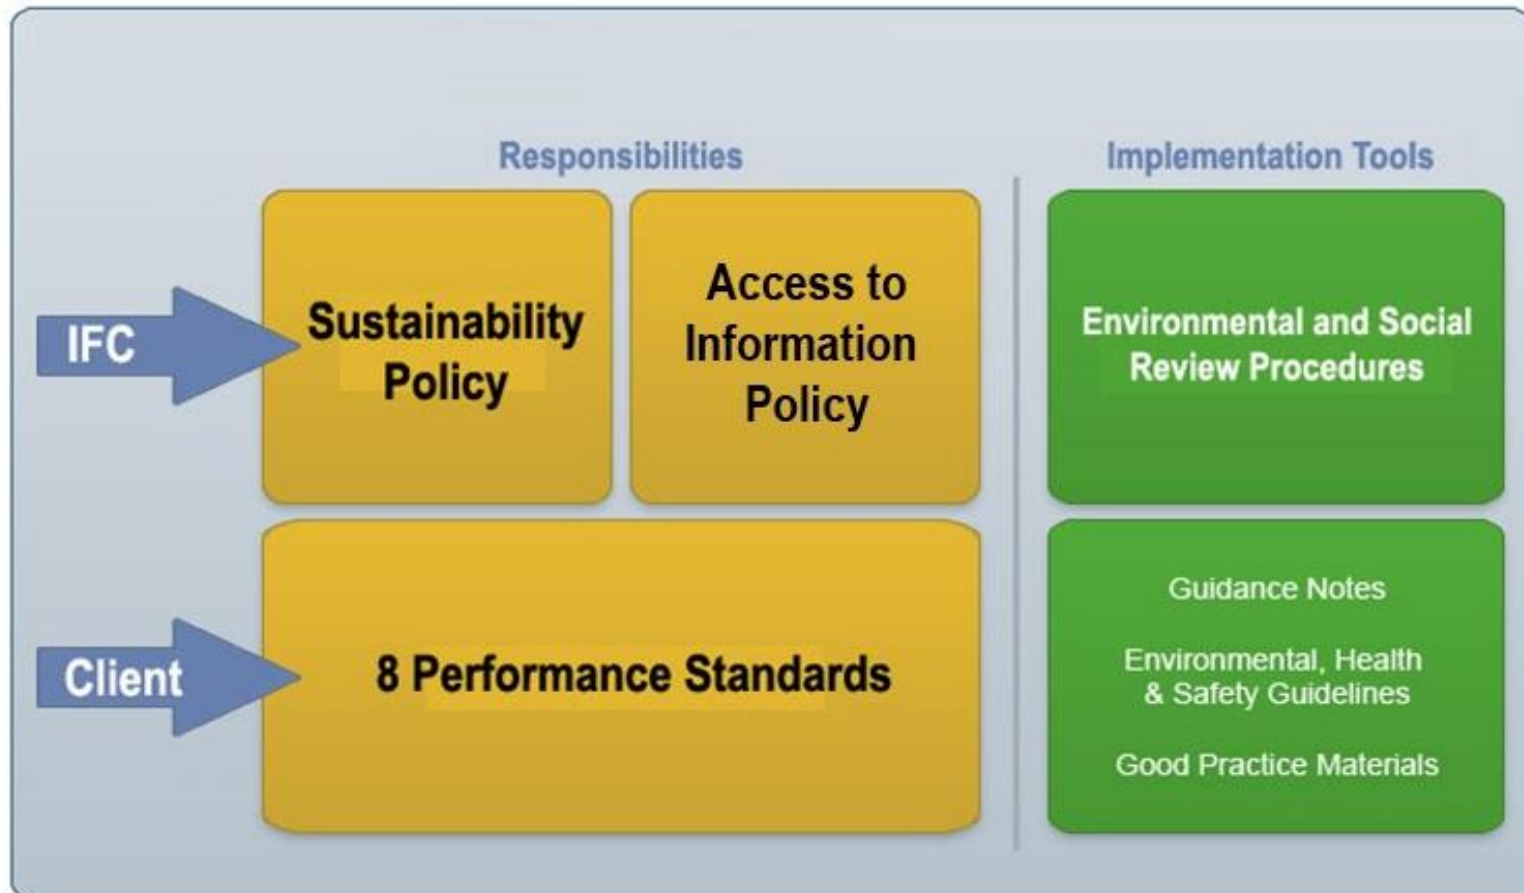 Responsibilities
Implementation Tools
IFC
Sustainability
Policy
Access to
Information
Policy
Environmental and Social
Review Procedures
Client
8 Performance Standards
Guidance Notes
Environmental, Health
& Safety Guidelines
Good Practice Materials